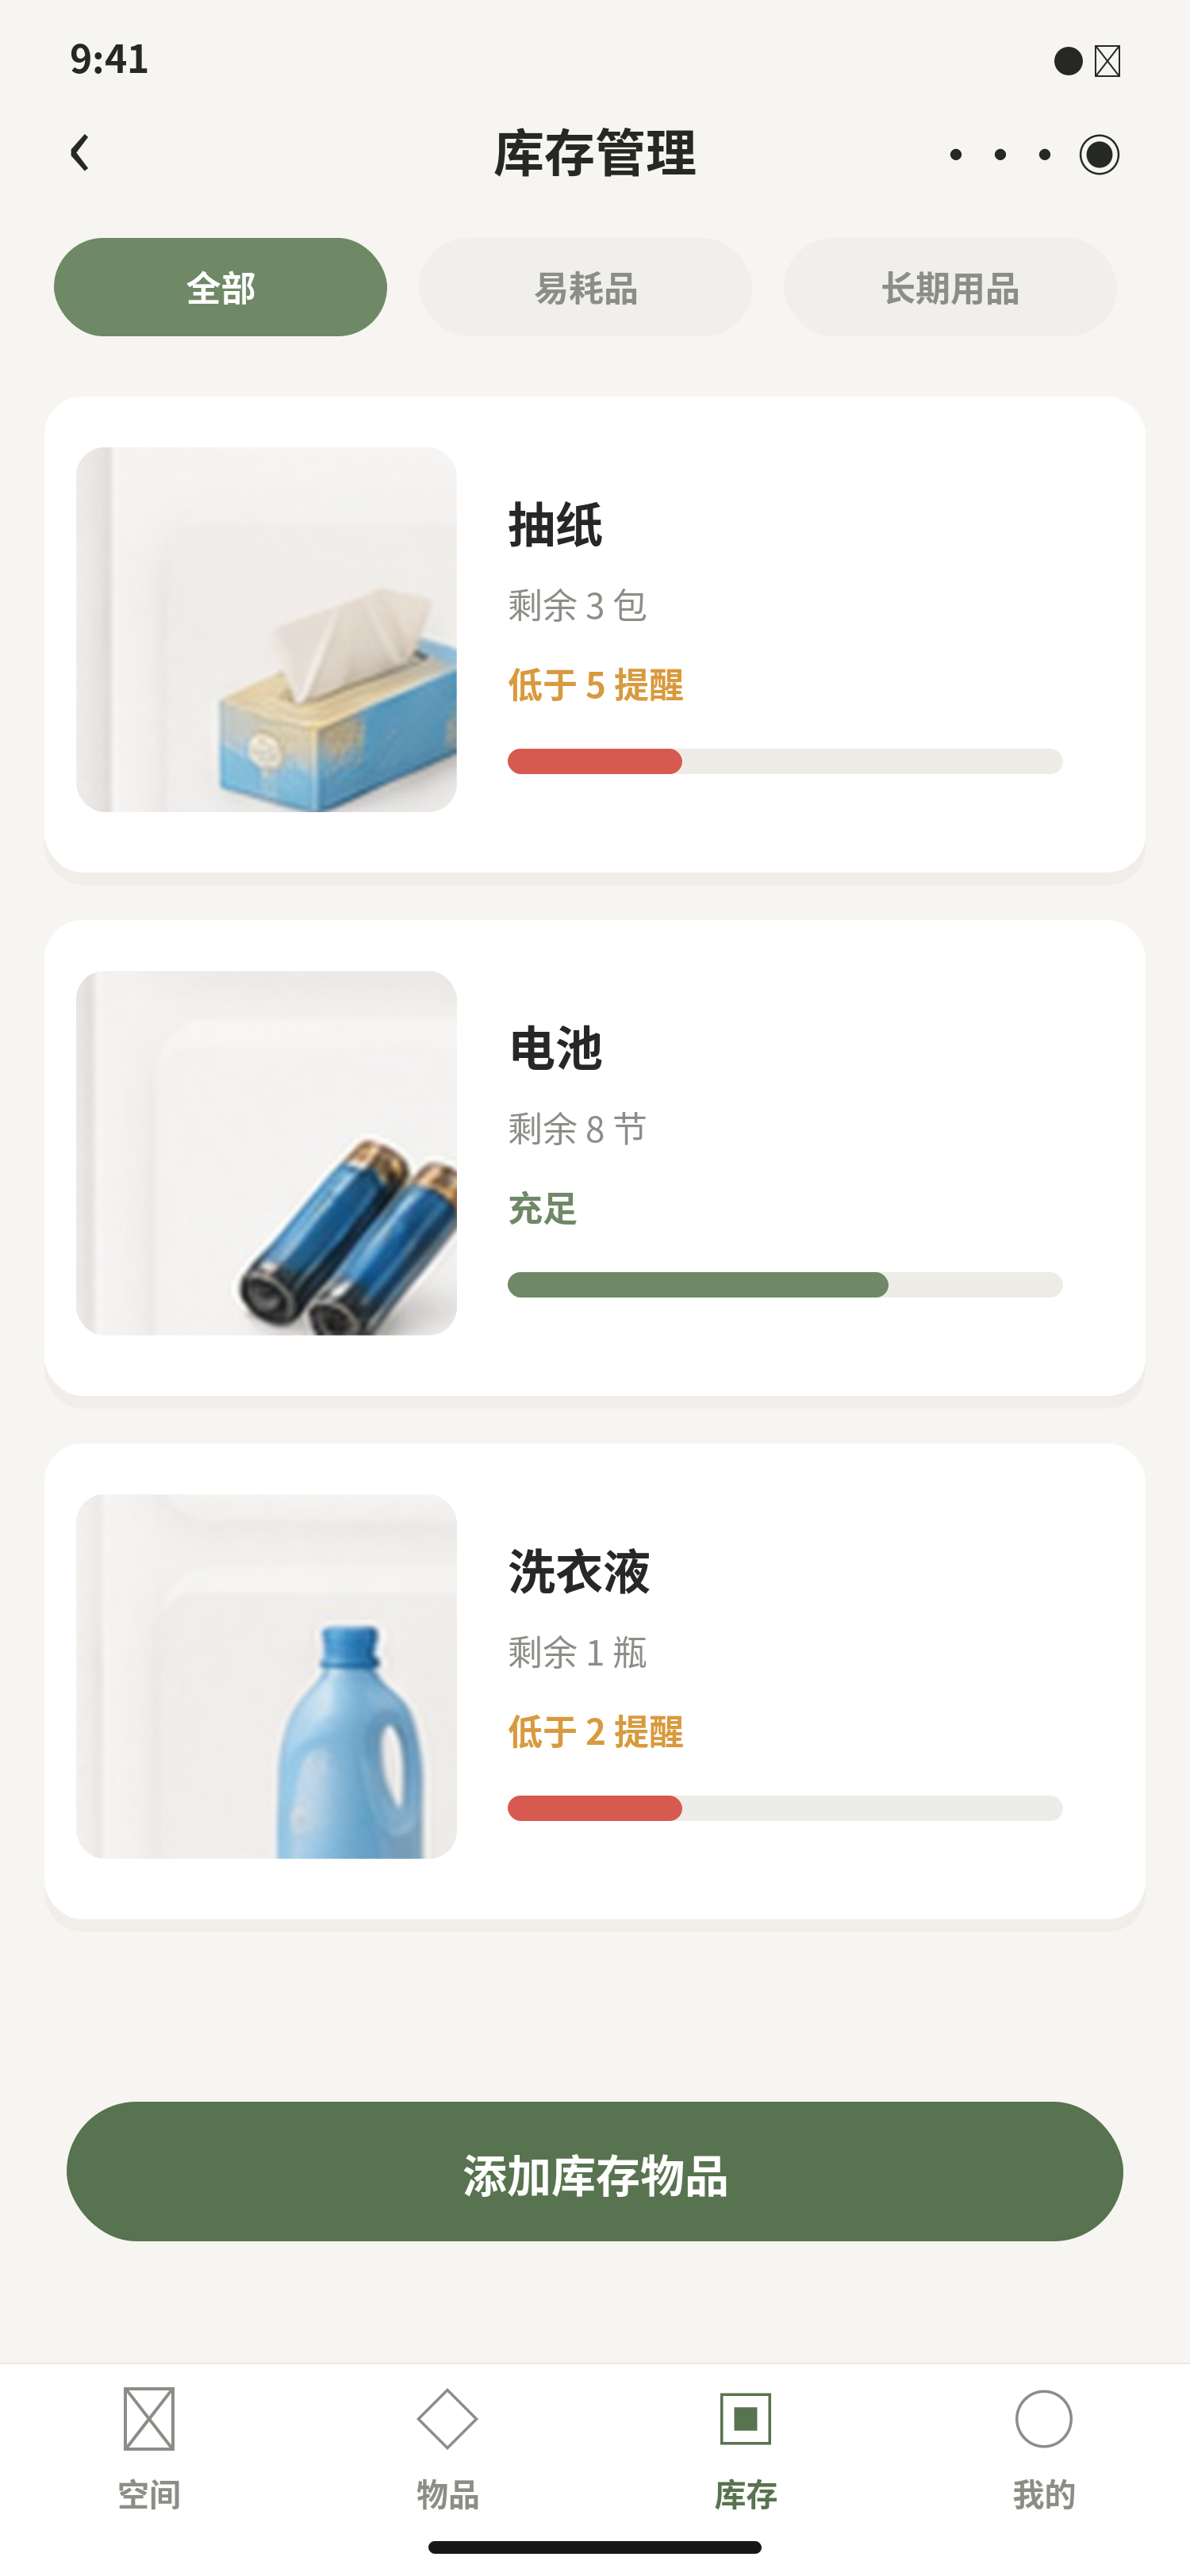 9:41
库存管理
全部
易耗品
长期用品
抽纸
剩余 3 包
低于 5 提醒
电池
剩余 8 节
充足
洗衣液
剩余 1 瓶
低于 2 提醒
添加库存物品
空间
物品
库存
我的